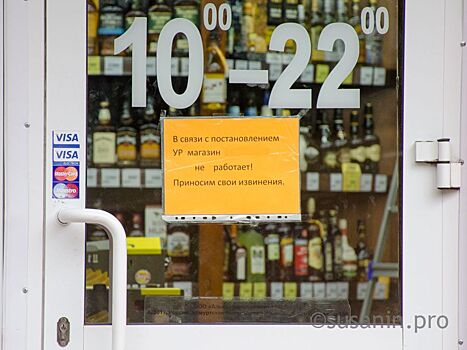 10⁰⁰-22⁰⁰
В связи с постановлением
УР магазин
не работает!
Приносим свои извинения.
VISA
VISA
MasterCard
Maestro
©susanin.pro